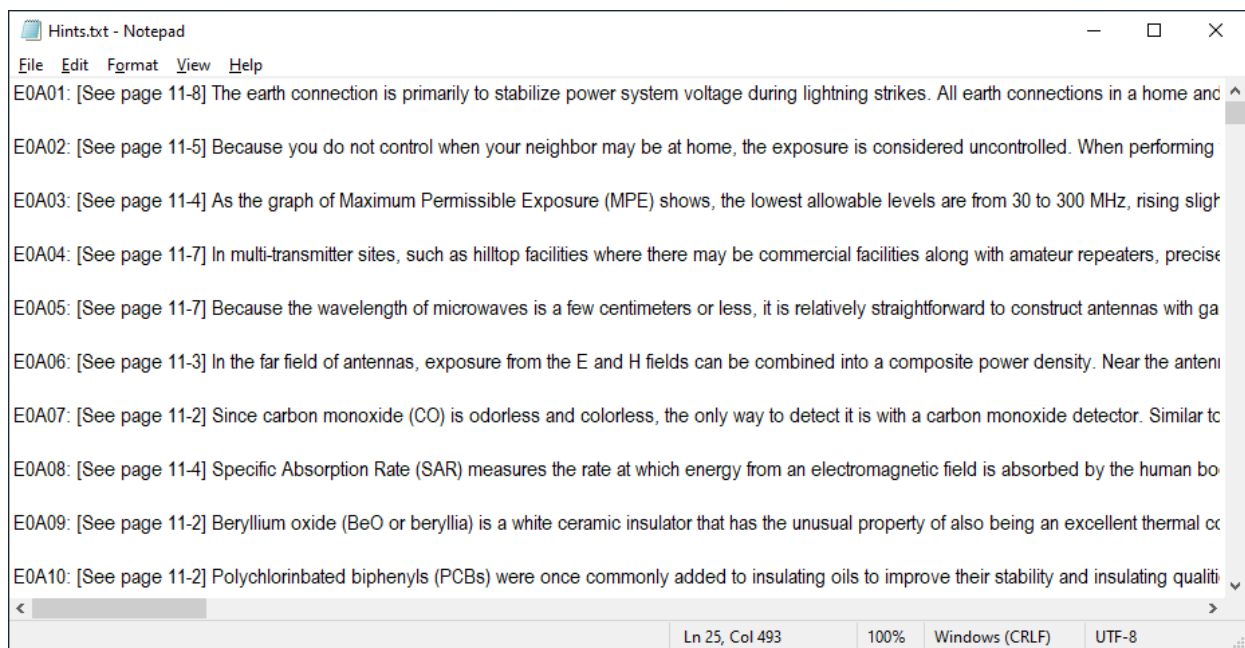 Hints.txt - Notepad
File Edit Format View Help
E0A01: [See page 11-8] The earth connection is primarily to stabilize power system voltage during lightning strikes. All earth connections in a home and
E0A02: [See page 11-5] Because you do not control when your neighbor may be at home, the exposure is considered uncontrolled. When performing
E0A03: [See page 11-4] As the graph of Maximum Permissible Exposure (MPE) shows, the lowest allowable levels are from 30 to 300 MHz, rising
E0A04: [See page 11-7] In multi-transmitter sites, such as hilltop facilities where there may be commercial facilities along with amateur repeaters,
E0A05: [See page 11-7] Because the wavelength of microwaves is a few centimeters or less, it is relatively straightforward to construct antennas with
E0A06: [See page 11-3] In the far field of antennas, exposure from the E and H fields can be combined into a composite power density. Near the
E0A07: [See page 11-2] Since carbon monoxide (CO) is odorless and colorless, the only way to detect it is with a carbon monoxide detector. Similar
E0A08: [See page 11-4] Specific Absorption Rate (SAR) measures the rate at which energy from an electromagnetic field is absorbed by the human
E0A09: [See page 11-2] Beryllium oxide (BeO or beryllia) is a white ceramic insulator that has the unusual property of also being an excellent thermal
E0A10: [See page 11-2] Polychlorinbated biphenyls (PCBs) were once commonly added to insulating oils to improve their stability and insulating
Ln 25, Col 493 100% Windows (CRLF) UTF-8